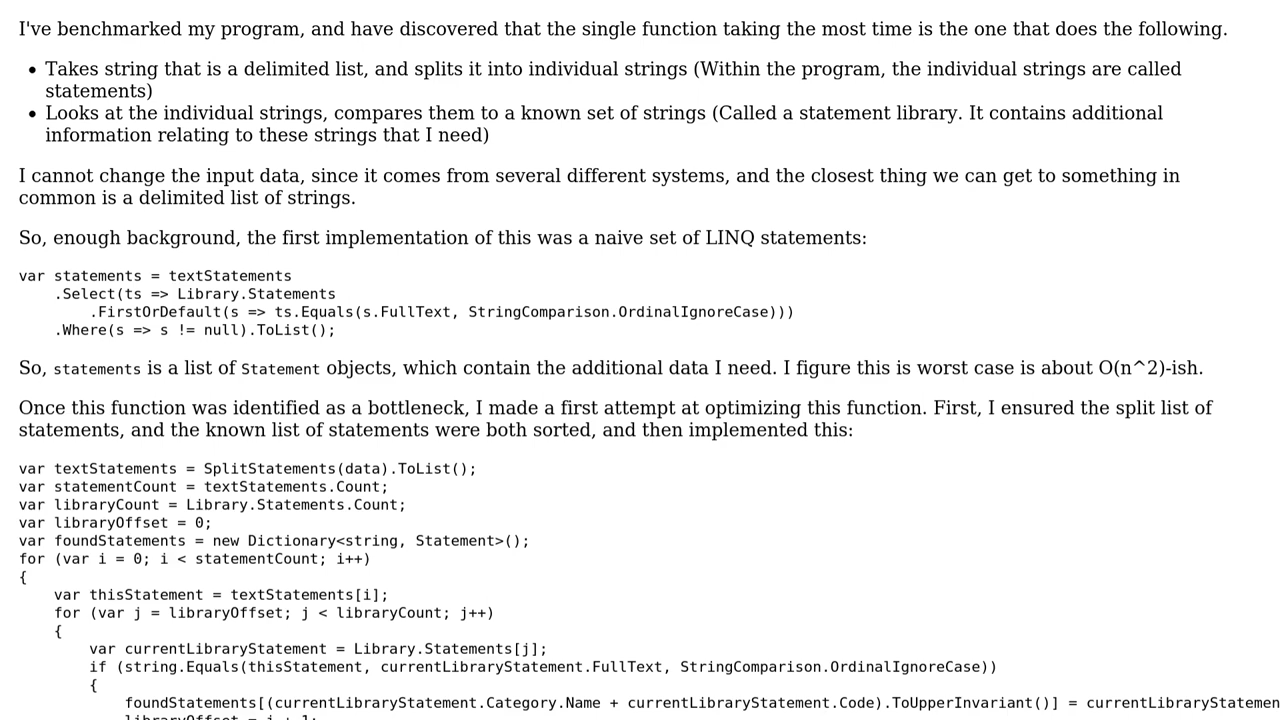 I've benchmarked my program, and have discovered that the single function taking the most time is the one that does the following.
• Takes string that is a delimited list, and splits it into individual strings (Within the program, the individual strings are called
statements)
• Looks at the individual strings, compares them to a known set of strings (Called a statement library. It contains additional
information relating to these strings that I need)
I cannot change the input data, since it comes from several different systems, and the closest thing we can get to something in
common is a delimited list of strings.
So, enough background, the first implementation of this was a naive set of LINQ statements:
var statements = textStatements
    .Select(ts => Library.Statements
        .FirstOrDefault(s => ts.Equals(s.FullText, StringComparison.OrdinalIgnoreCase)))
    .Where(s => s != null).ToList();
So, statements is a list of Statement objects, which contain the additional data I need. I figure this is worst case is about O(n^2)-ish.
Once this function was identified as a bottleneck, I made a first attempt at optimizing this function. First, I ensured the split list of
statements, and the known list of statements were both sorted, and then implemented this:
var textStatements = SplitStatements(data).ToList();
var statementCount = textStatements.Count;
var libraryCount = Library.Statements.Count;
var libraryOffset = 0;
var foundStatements = new Dictionary<string, Statement>();
for (var i = 0; i < statementCount; i++)
{
    var thisStatement = textStatements[i];
    for (var j = libraryOffset; j < libraryCount; j++)
    {
        var currentLibraryStatement = Library.Statements[j];
        if (string.Equals(thisStatement, currentLibraryStatement.FullText, StringComparison.OrdinalIgnoreCase))
        {
            foundStatements[(currentLibraryStatement.Category.Name + currentLibraryStatement.Code).ToUpperInvariant()] = currentLibraryStatemen